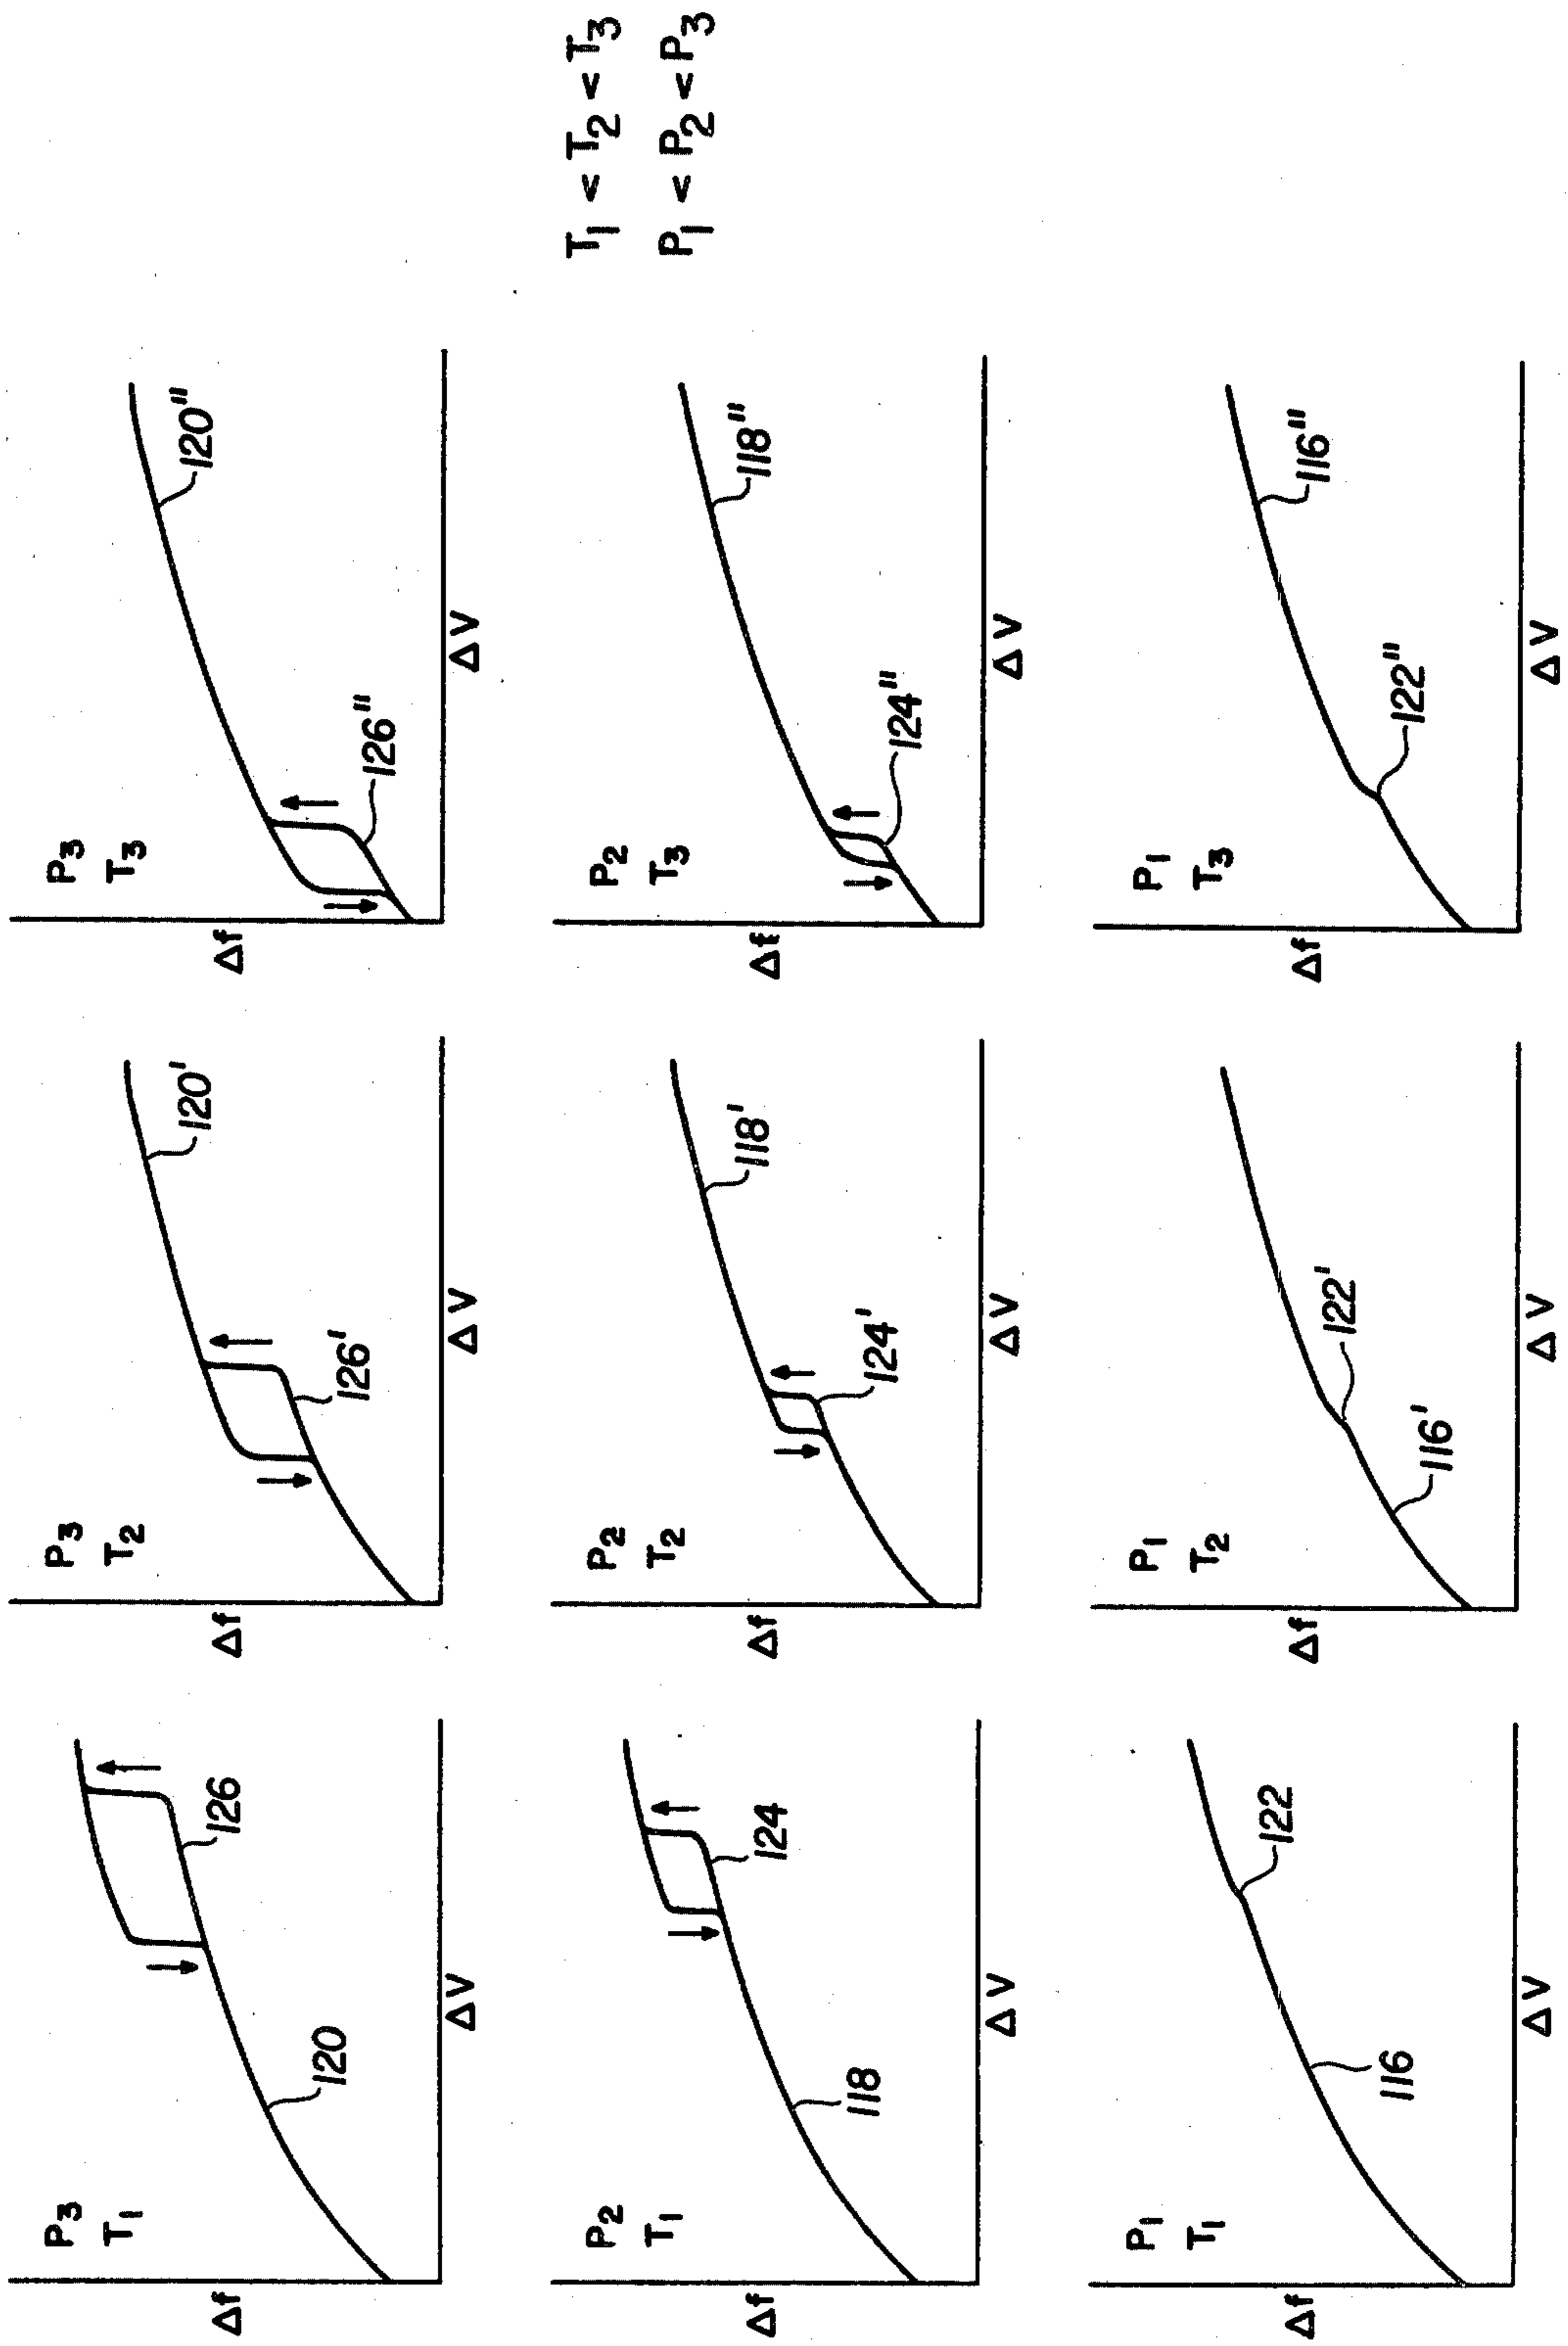 P3
T1
Δf
126
120
ΔV
P3
T2
Δf
120'
126'
ΔV
P3
T3
Δf
120"
126"
ΔV
P2
T1
Δf
124
118
ΔV
P2
T2
Δf
118'
124'
ΔV
P2
T3
Δf
118"
124"
ΔV
T1 < T2 < T3
P1 < P2 < P3
P1
T1
Δf
122
116
ΔV
P1
T2
Δf
122'
116'
ΔV
P1
T3
Δf
116"
122"
ΔV